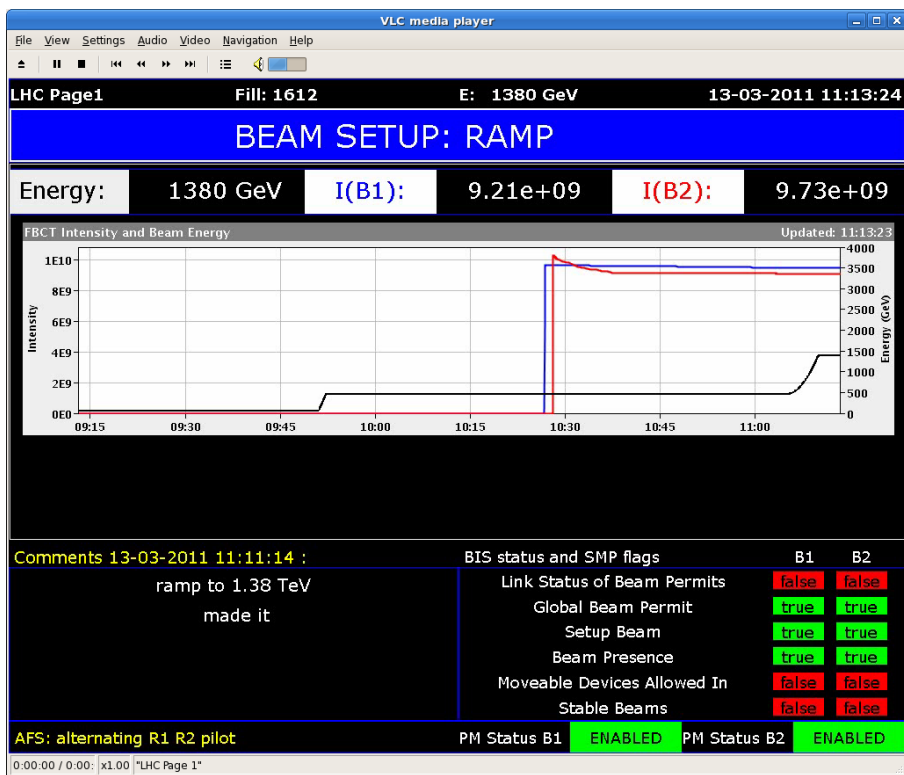 VLC media player
File View Settings Audio Video Navigation Help
LHC Page1 Fill: 1612 E: 1380 GeV 13-03-2011 11:13:24
BEAM SETUP: RAMP
Energy: 1380 GeV I(B1): 9.21e+09 I(B2): 9.73e+09
FBCT Intensity and Beam Energy Updated: 11:13:23
Intensity
1E10
8E9
6E9
4E9
2E9
0E0
4000
3500
3000
2500
2000
1500
1000
500
0
Energy (GeV)
09:15 09:30 09:45 10:00 10:15 10:30 10:45 11:00
Comments 13-03-2011 11:11:14 :
ramp to 1.38 TeV
made it
BIS status and SMP flags B1 B2
Link Status of Beam Permits false false
Global Beam Permit true true
Setup Beam true true
Beam Presence true true
Moveable Devices Allowed In false false
Stable Beams false false
AFS: alternating R1 R2 pilot PM Status B1 ENABLED PM Status B2 ENABLED
0:00:00 / 0:00: x1.00 "LHC Page 1"